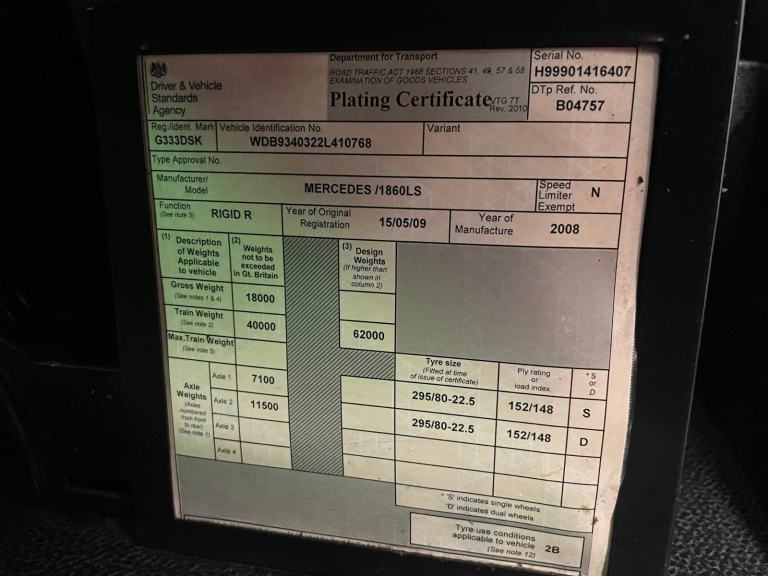 Driver & Vehicle
Standards
Agency
Department for Transport
ROAD TRAFFIC ACT 1988 SECTIONS 41, 49, 57 & 58
EXAMINATION OF GOODS VEHICLES
Plating Certificate
VTG 7T
Rev. 2010
Serial No.
H99901416407
DTp Ref. No.
B04757
Reg./Ident. Mark
G333DSK
Vehicle Identification No.
WDB9340322L410768
Variant
Type Approval No.
Manufacturer/
Model
MERCEDES /1860LS
Speed
Limiter
Exempt
N
Function
(See note 3)
RIGID R
Year of Original
Registration
15/05/09
Year of
Manufacture
2008
(1) Description
of Weights
Applicable
to vehicle
(2)
Weights
not to be
exceeded
in Gt. Britain
(3) Design
Weights
(If higher than
shown in
column 2)
Gross Weight
(See notes 1 & 4)
18000
Train Weight
(See note 2)
40000
62000
Max.Train Weight
(See note 5)
Tyre size
(Fitted at time
of issue of certificate)
Ply rating
or
load index
*S
or
D
Axle
Weights
(Axles
numbered
from front
to rear)
(See note 1)
Axle 1
7100
295/80-22.5
152/148
S
Axle 2
11500
295/80-22.5
152/148
D
Axle 3
Axle 4
* 'S' indicates single wheels
'D' indicates dual wheels
Tyre use conditions
applicable to vehicle
(See note 12)
2B